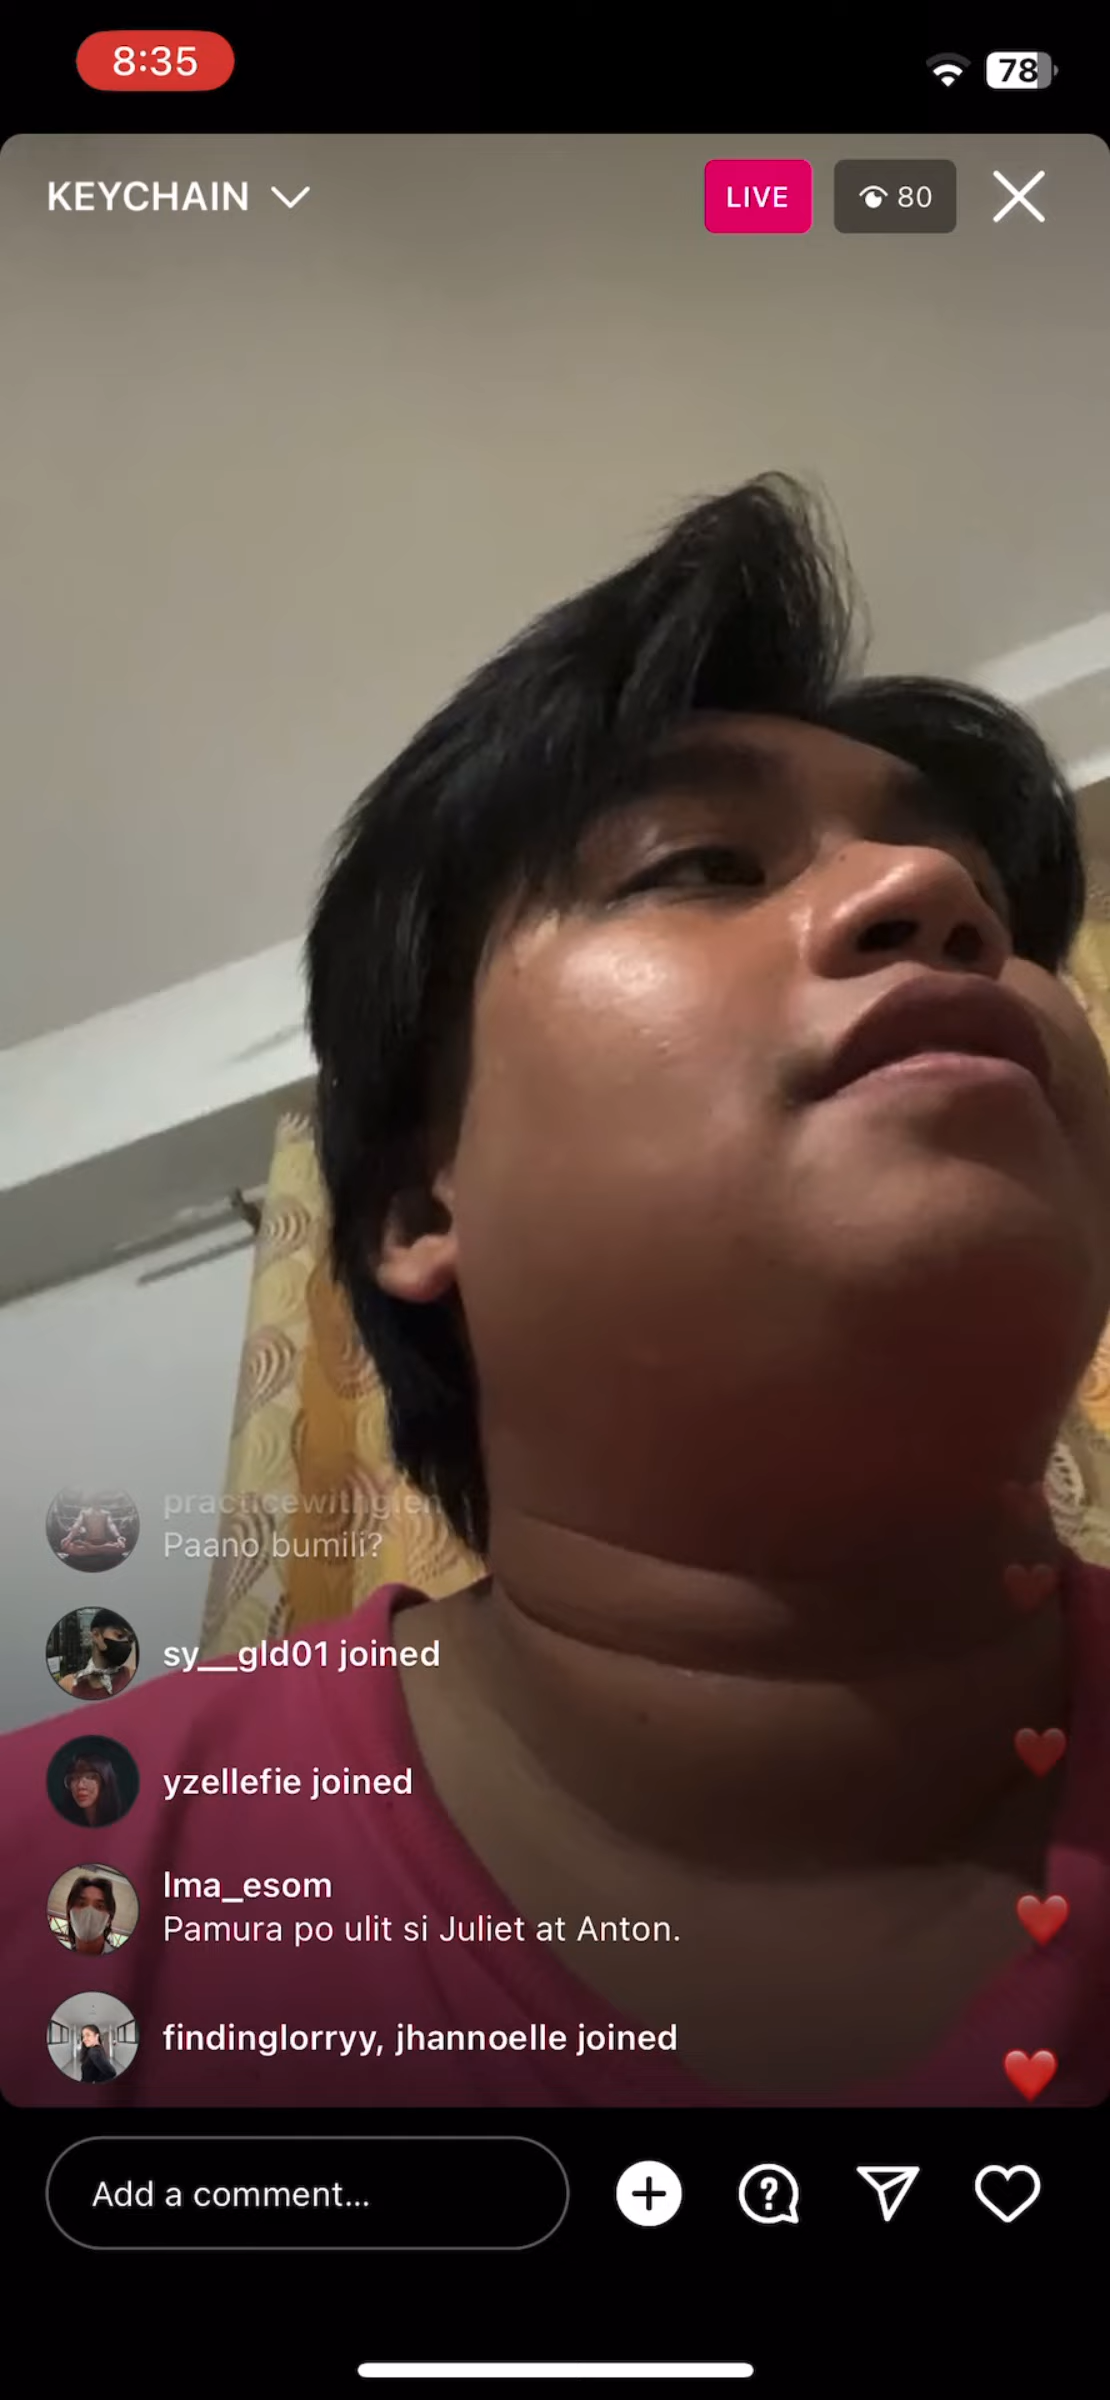 8:35
78
KEYCHAIN
LIVE
80
practicewithglen
Paano bumili?
sy__gld01 joined
yzellefie joined
lma_esom
Pamura po ulit si Juliet at Anton.
findinglorryy, jhannoelle joined
Add a comment...